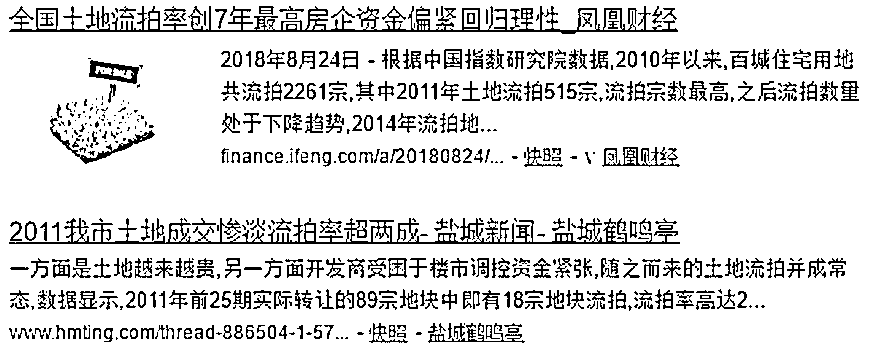 全国土地流拍率创7年最高房企资金偏紧回归理性_凤凰财经
2018年8月24日 - 根据中国指数研究院数据,2010年以来,百城住宅用地
共流拍2261宗,其中2011年土地流拍515宗,流拍宗数最高,之后流拍数量
处于下降趋势,2014年流拍地...
finance.ifeng.com/a/20180824/... - 快照 - v 凤凰财经
2011我市土地成交惨淡流拍率超两成- 盐城新闻- 盐城鹤鸣亭
一方面是土地越来越贵,另一方面开发商受困于楼市调控资金紧张,随之而来的土地流拍并成常
态,数据显示,2011年前25期实际转让的89宗地块中即有18宗地块流拍,流拍率高达2...
www.hmting.com/thread-886504-1-57... - 快照 - 盐城鹤鸣亭